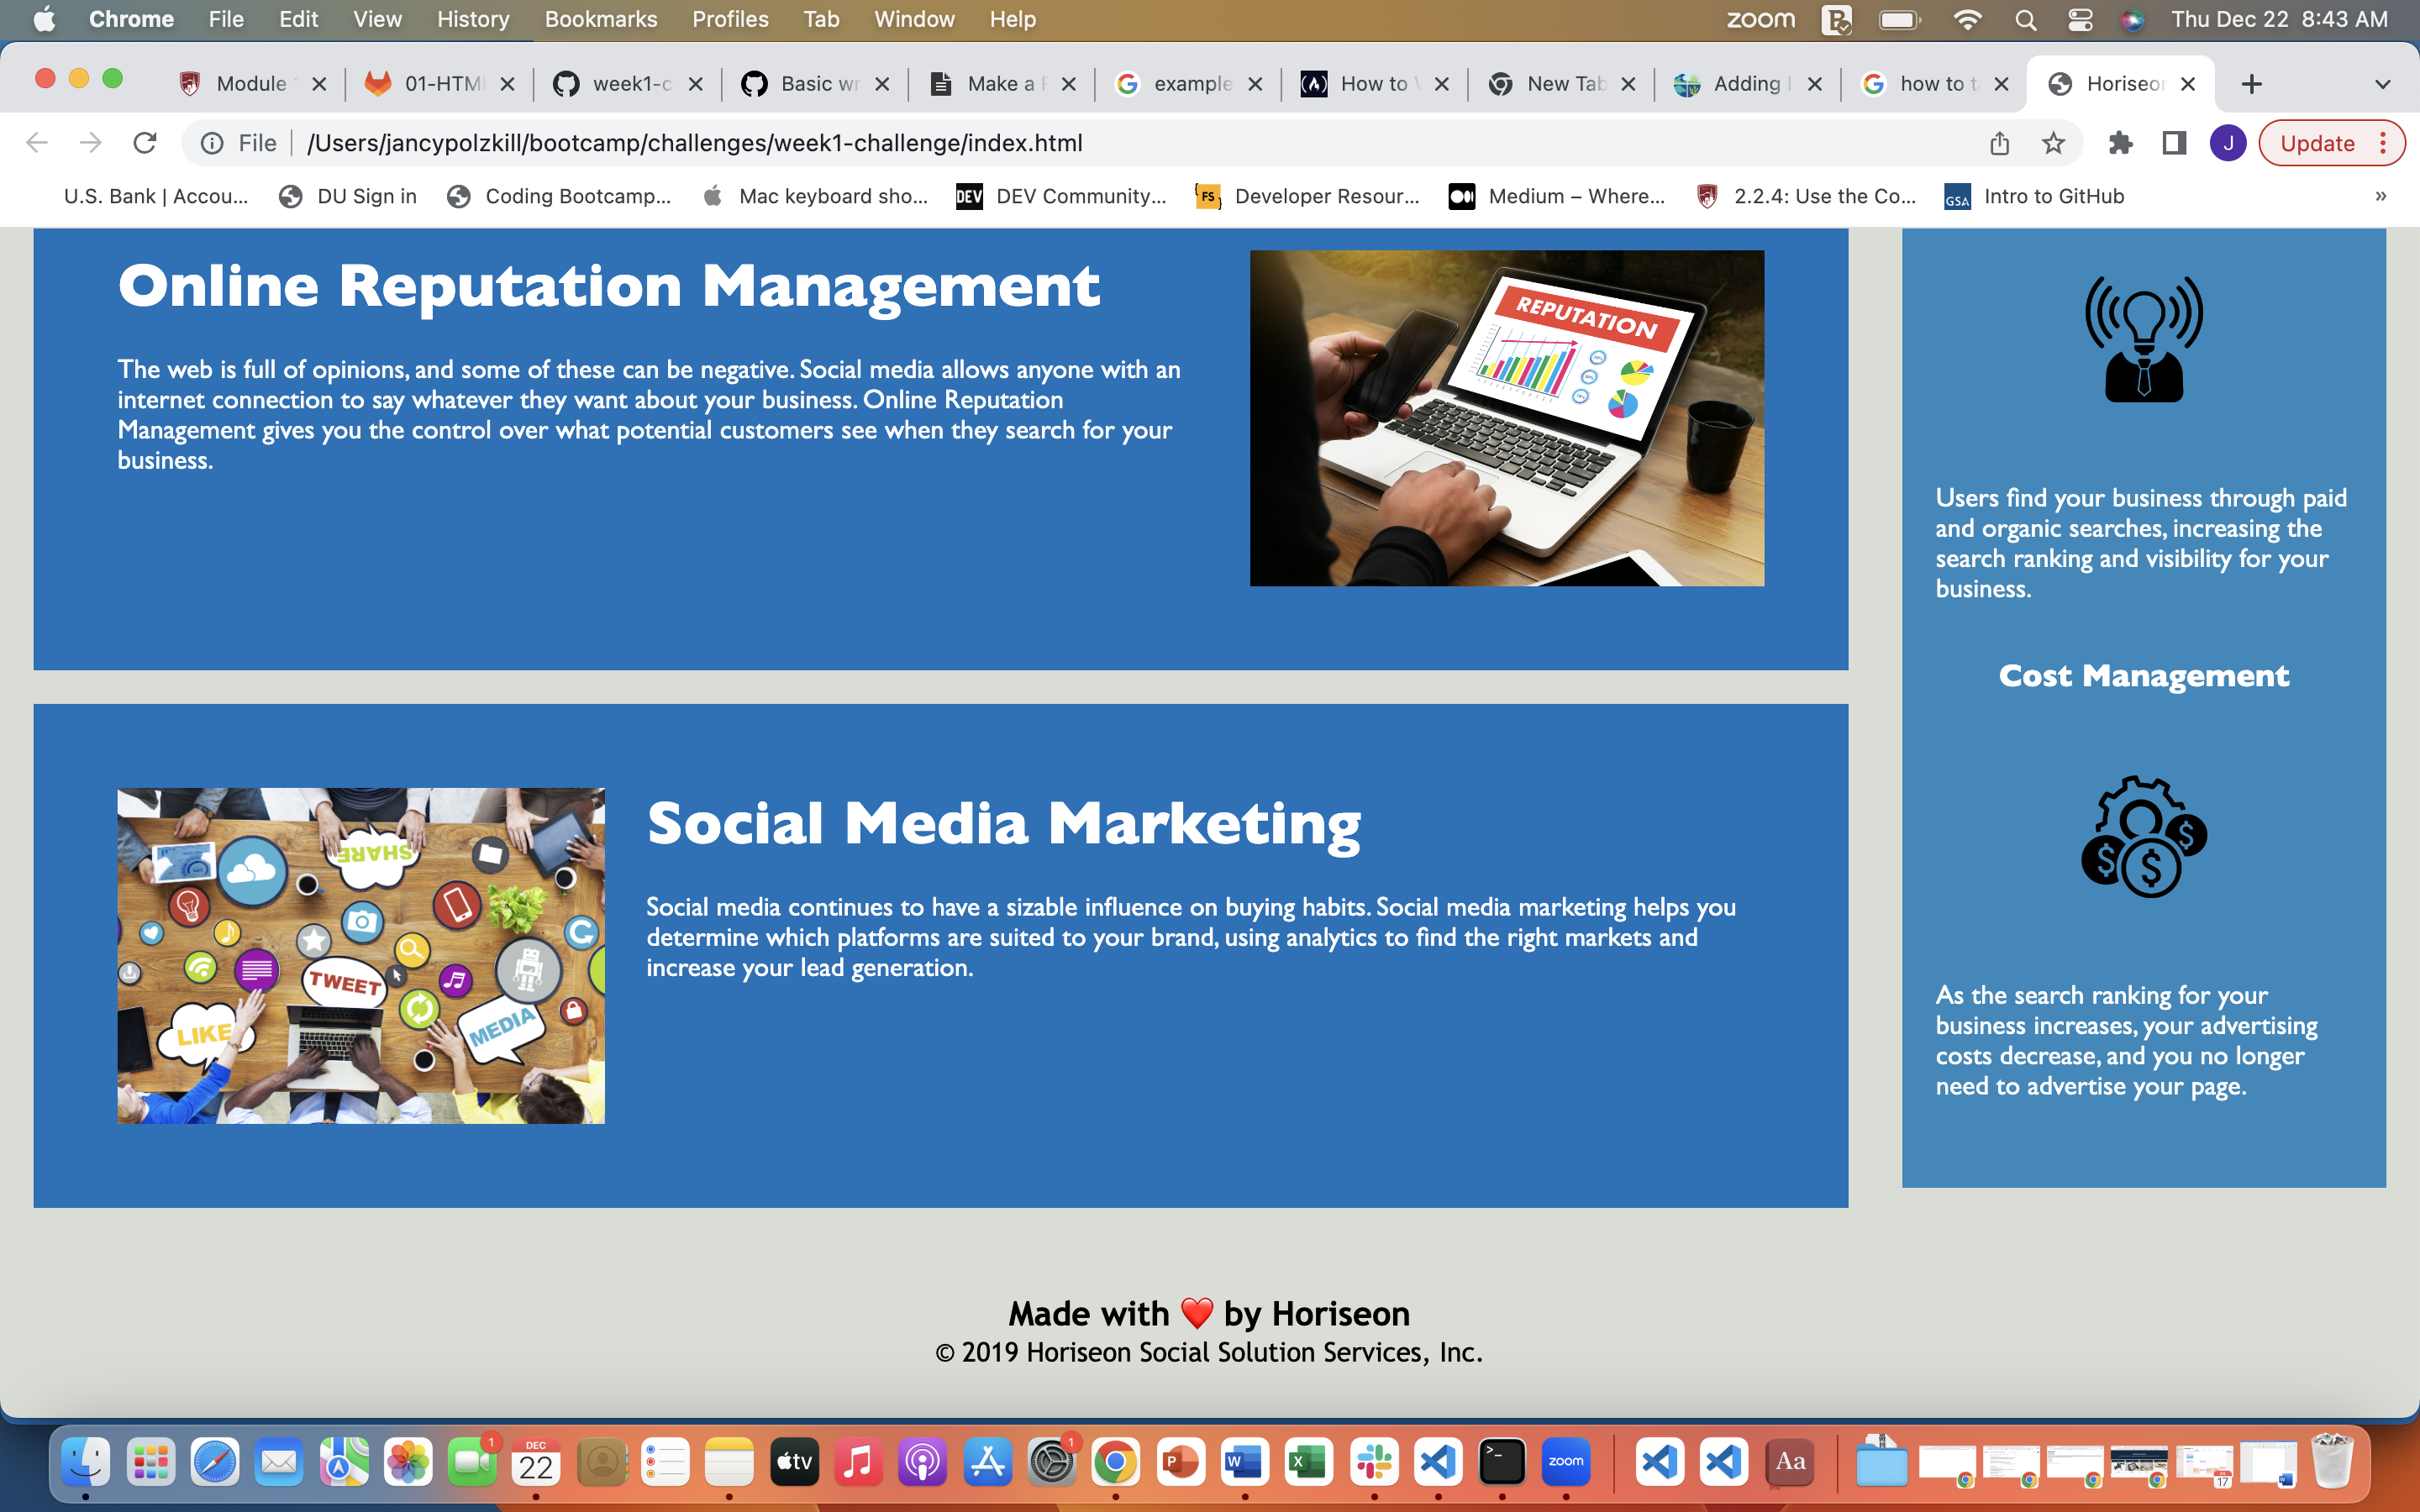 Chrome File Edit View History Bookmarks Profiles Tab Window Help
zoom Thu Dec 22 8:43 AM
Module 01-HTML week1-c Basic wr Make a example How to New Tab Adding how to t Horiseon
File /Users/jancypolzkill/bootcamp/challenges/week1-challenge/index.html
J Update
U.S. Bank | Accou... DU Sign in Coding Bootcamp... Mac keyboard sho... DEV DEV Community... FS Developer Resour... Medium – Where... 2.2.4: Use the Co... GSA Intro to GitHub »
Online Reputation Management
The web is full of opinions, and some of these can be negative. Social media allows anyone with an
internet connection to say whatever they want about your business. Online Reputation
Management gives you the control over what potential customers see when they search for your
business.
REPUTATION
Social Media Marketing
Social media continues to have a sizable influence on buying habits. Social media marketing helps you
determine which platforms are suited to your brand, using analytics to find the right markets and
increase your lead generation.
SHARE
TWEET
LIKE
MEDIA
Users find your business through paid
and organic searches, increasing the
search ranking and visibility for your
business.
Cost Management
$ $ $
As the search ranking for your
business increases, your advertising
costs decrease, and you no longer
need to advertise your page.
Made with ❤️ by Horiseon
© 2019 Horiseon Social Solution Services, Inc.
1 DEC 22 tv 1 P W X >_ zoom Aa 17